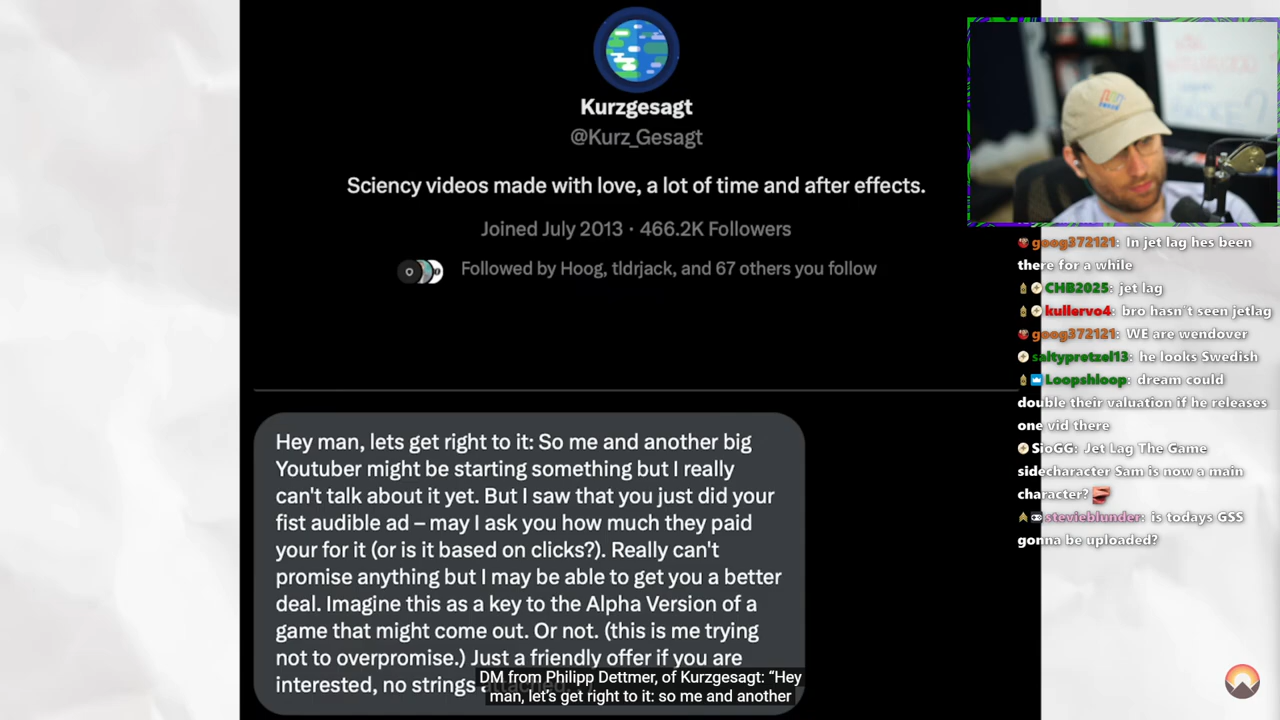 Kurzgesagt
@Kurz_Gesagt
Sciency videos made with love, a lot of time and after effects.
Joined July 2013 · 466.2K Followers
Followed by Hoog, tldrjack, and 67 others you follow
Hey man, lets get right to it: So me and another big
Youtuber might be starting something but I really
can't talk about it yet. But I saw that you just did your
fist audible ad – may I ask you how much they paid
your for it (or is it based on clicks?). Really can't
promise anything but I may be able to get you a better
deal. Imagine this as a key to the Alpha Version of a
game that might come out. Or not. (this is me trying
not to overpromise.) Just a friendly offer if you are
interested, no strings
DM from Philipp Dettmer, of Kurzgesagt: “Hey
man, let’s get right to it: so me and another
goog372121: In jet lag hes been
there for a while
CHB2025: jet lag
kullervo4: bro hasn't seen jetlag
goog372121: WE are wendover
saltypretzel13: he looks Swedish
Loopshloop: dream could
double their valuation if he releases
one vid there
SioGG: Jet Lag The Game
sidecharacter Sam is now a main
character?
stevieblunder: is todays GSS
gonna be uploaded?